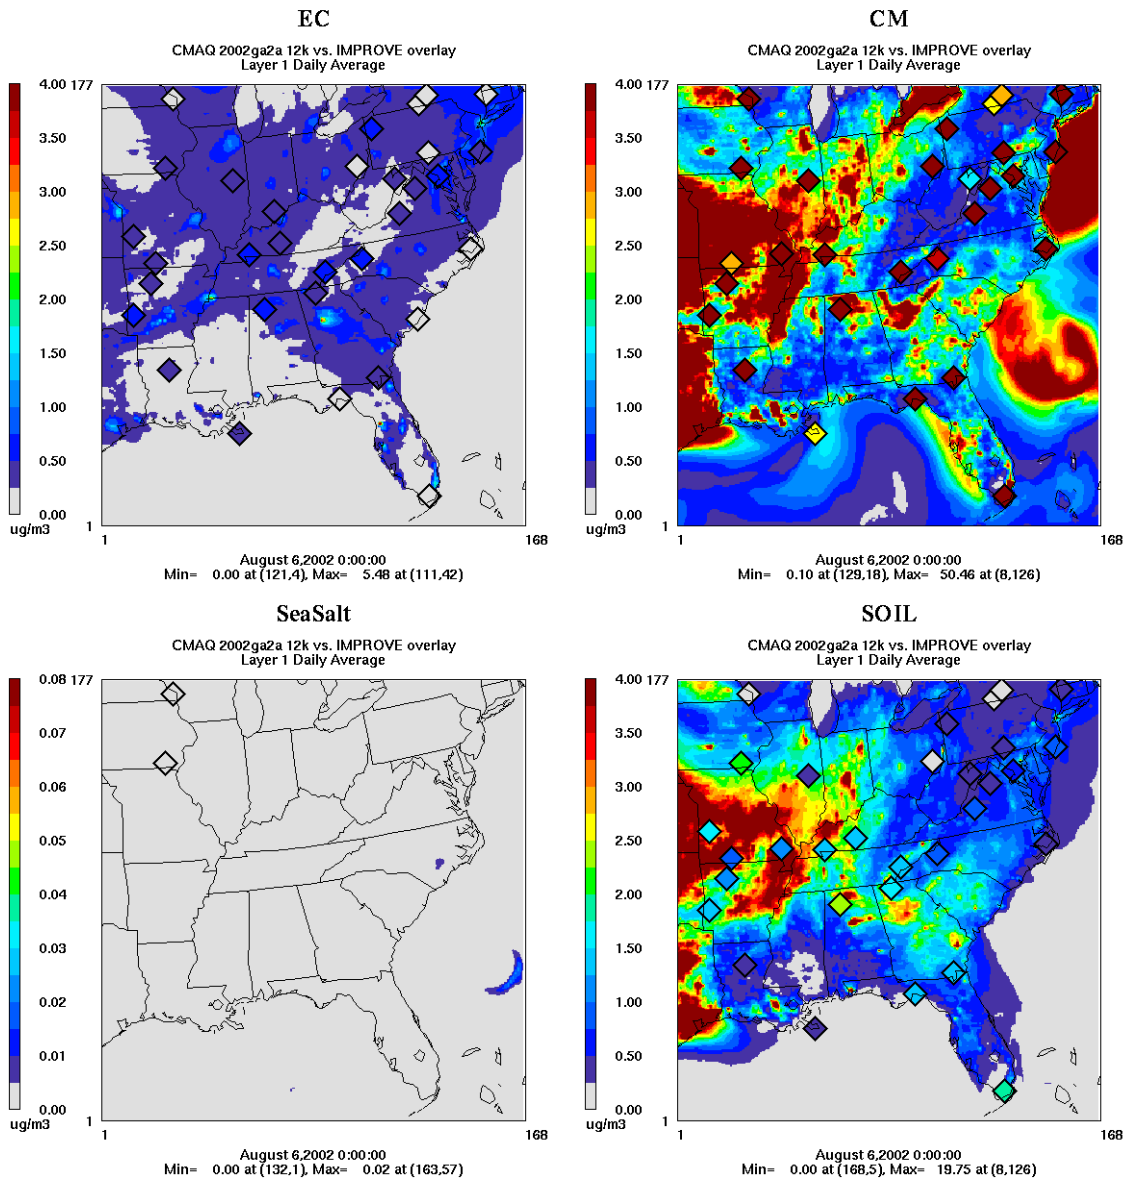 EC
CMAQ 2002ga2a 12k vs. IMPROVE overlay
Layer 1 Daily Average
4.00
3.50
3.00
2.50
2.00
1.50
1.00
0.50
0.00
ug/m3
177
1
1
168
August 6,2002 0:00:00
Min= 0.00 at (121,4), Max= 5.48 at (111,42)
CM
CMAQ 2002ga2a 12k vs. IMPROVE overlay
Layer 1 Daily Average
4.00
3.50
3.00
2.50
2.00
1.50
1.00
0.50
0.00
ug/m3
177
1
1
168
August 6,2002 0:00:00
Min= 0.10 at (129,18), Max= 50.46 at (8,126)
SeaSalt
CMAQ 2002ga2a 12k vs. IMPROVE overlay
Layer 1 Daily Average
0.08
0.07
0.06
0.05
0.04
0.03
0.02
0.01
0.00
ug/m3
177
1
1
168
August 6,2002 0:00:00
Min= 0.00 at (132,1), Max= 0.02 at (163,57)
SOIL
CMAQ 2002ga2a 12k vs. IMPROVE overlay
Layer 1 Daily Average
4.00
3.50
3.00
2.50
2.00
1.50
1.00
0.50
0.00
ug/m3
177
1
1
168
August 6,2002 0:00:00
Min= 0.00 at (168,5), Max= 19.75 at (8,126)